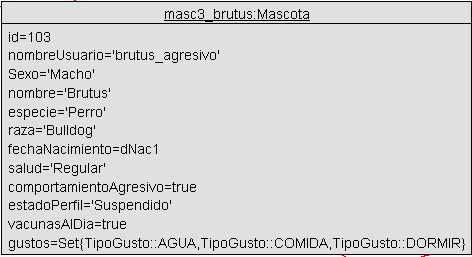 masc3_brutus:Mascota
id=103
nombreUsuario='brutus_agresivo'
Sexo='Macho'
nombre='Brutus'
especie='Perro'
raza='Bulldog'
fechaNacimiento=dNac1
salud='Regular'
comportamientoAgresivo=true
estadoPerfil='Suspendido'
vacunasAlDia=true
gustos=Set{TipoGusto::AGUA,TipoGusto::COMIDA,TipoGusto::DORMIR}